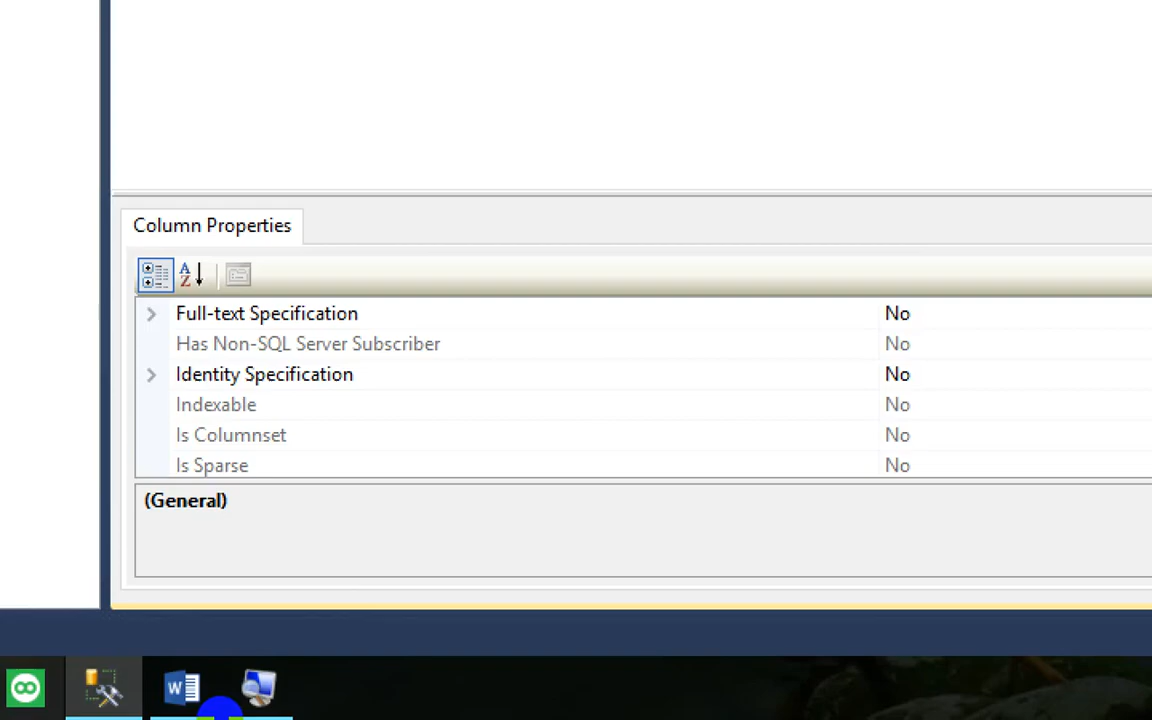 Column Properties
Full-text Specification No
Has Non-SQL Server Subscriber No
Identity Specification No
Indexable No
Is Columnset No
Is Sparse No
(General)